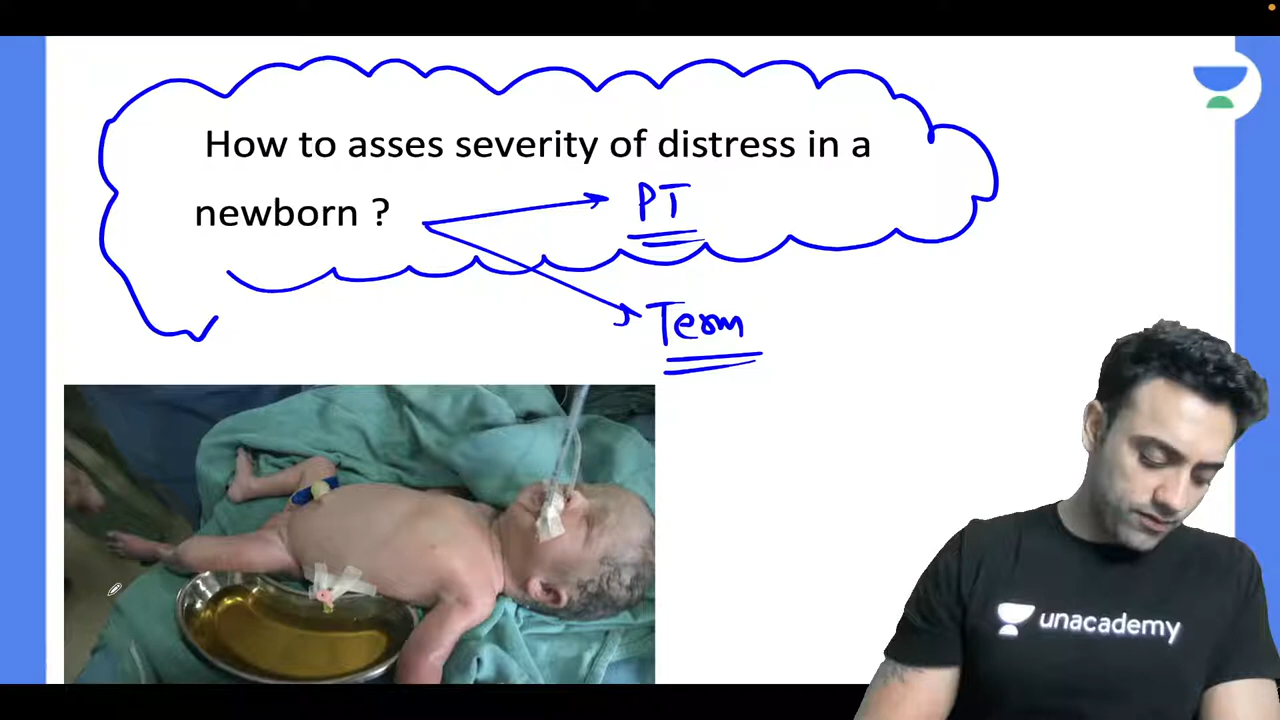 How to asses severity of distress in a
newborn ?
PT
Term
unacademy